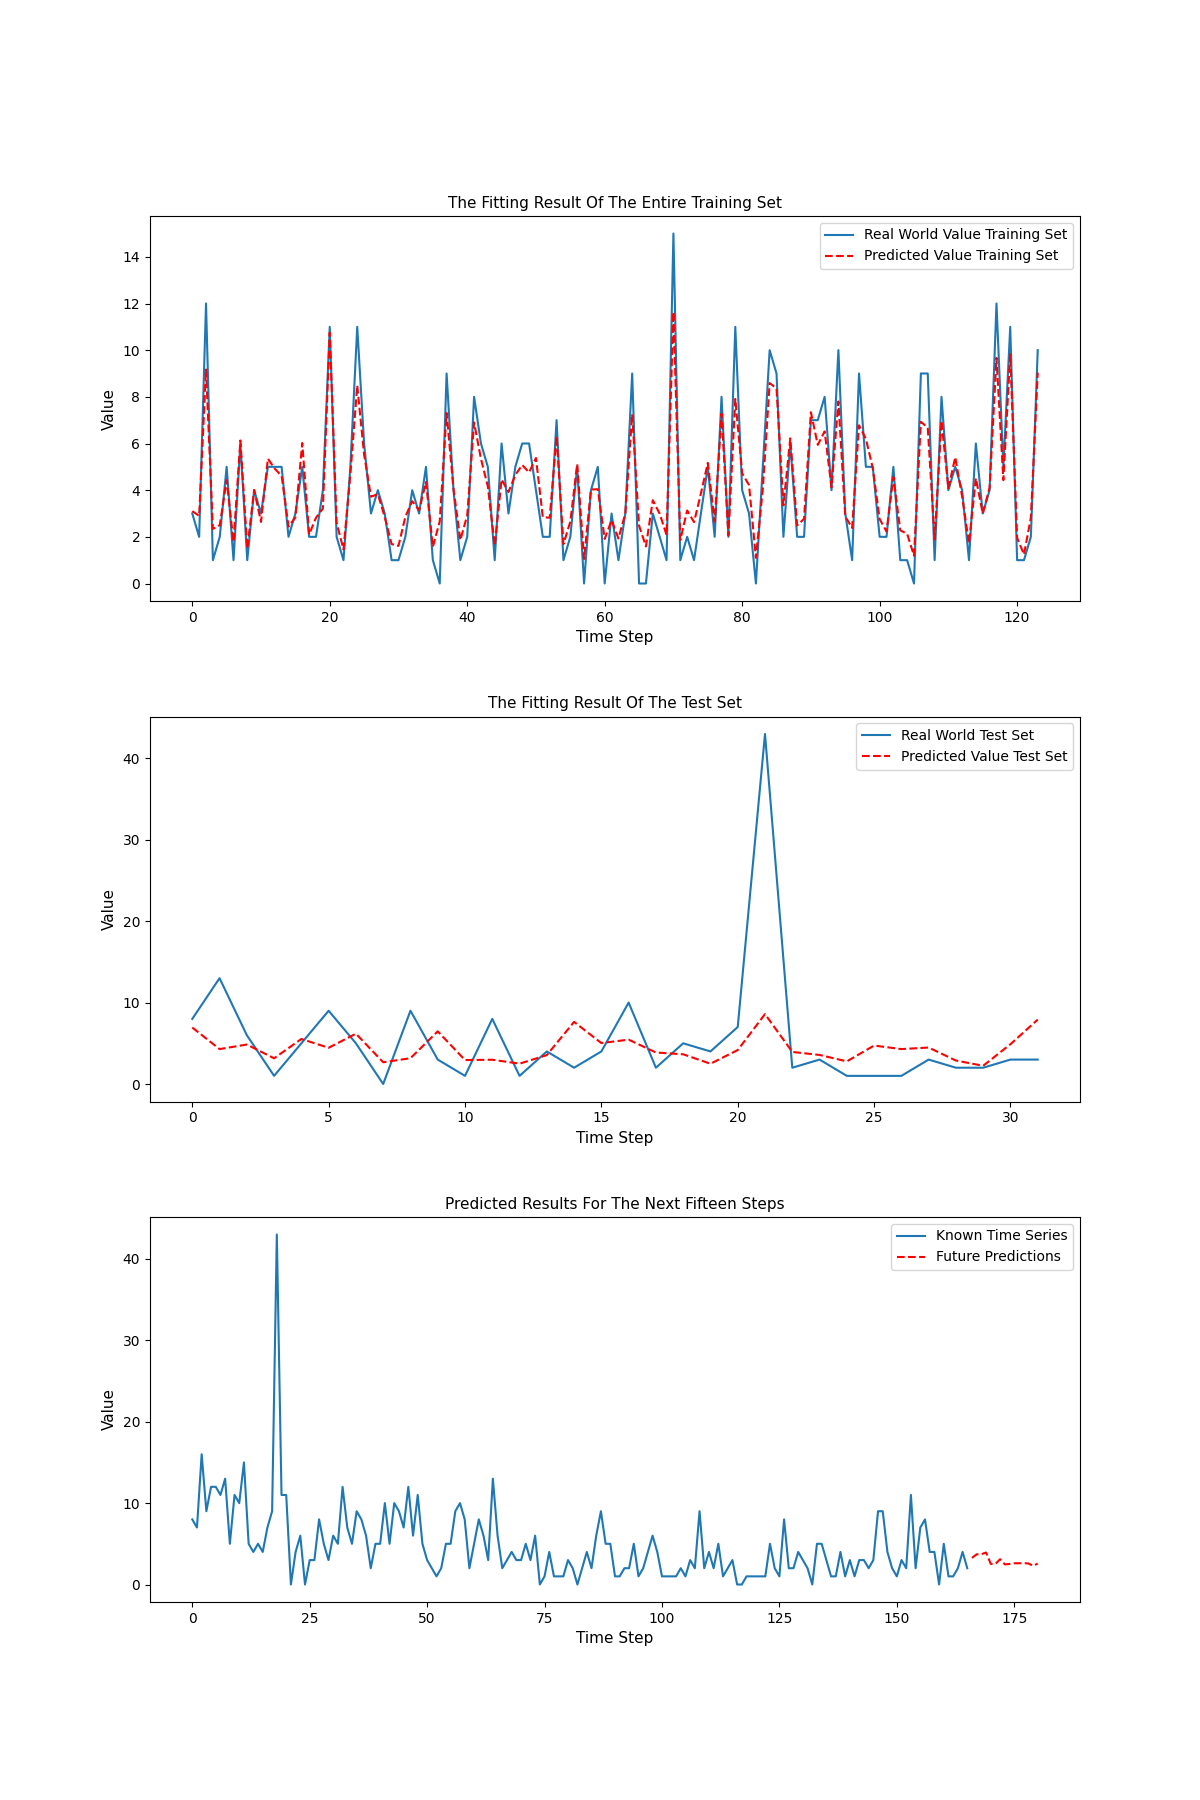 The Fitting Result Of The Entire Training Set
Real World Value Training Set
Predicted Value Training Set
Value
14
12
10
8
6
4
2
0
0 20 40 60 80 100 120
Time Step
The Fitting Result Of The Test Set
Real World Test Set
Predicted Value Test Set
Value
40
30
20
10
0
0 5 10 15 20 25 30
Time Step
Predicted Results For The Next Fifteen Steps
Known Time Series
Future Predictions
Value
40
30
20
10
0
0 25 50 75 100 125 150 175
Time Step